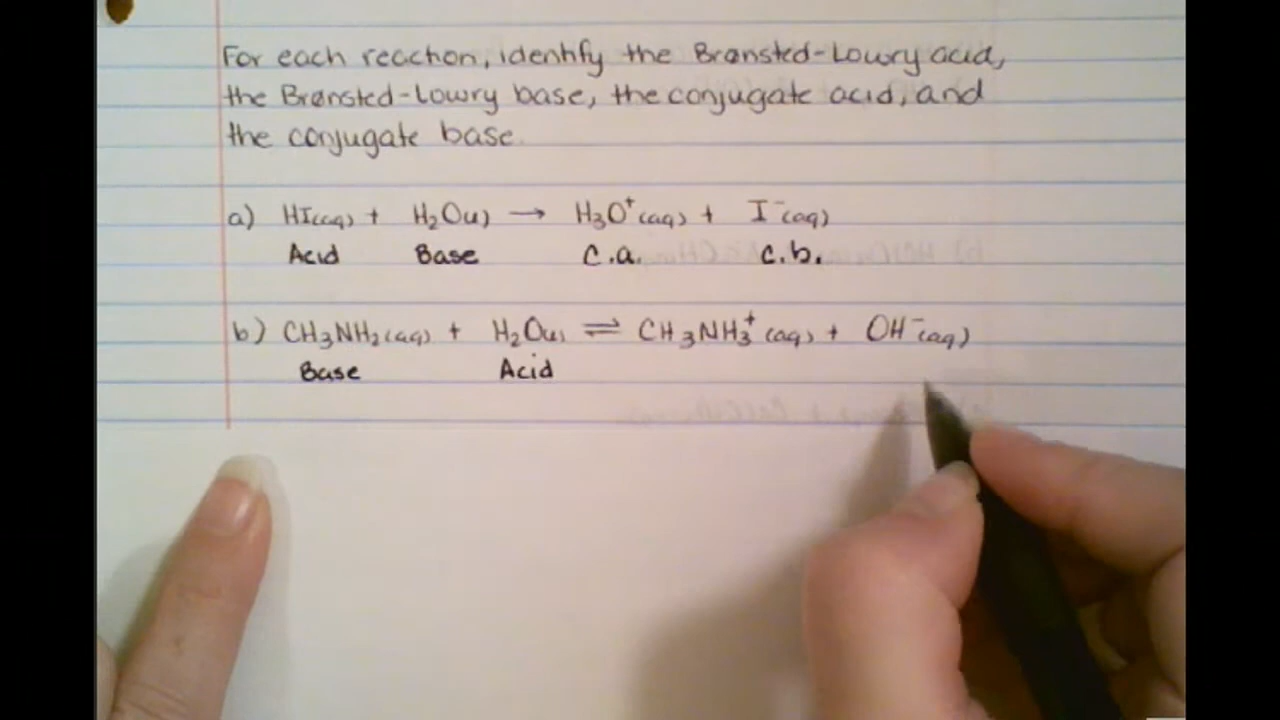 For each reaction, identify the Brønsted-Lowry acid,
the Brønsted-Lowry base, the conjugate acid, and
the conjugate base.
a) HI(aq) + H₂O(l) → H₃O⁺(aq) + I⁻(aq)
Acid Base c.a. c.b.
b) CH₃NH₂(aq) + H₂O(l) ⇌ CH₃NH₃⁺(aq) + OH⁻(aq)
Base Acid